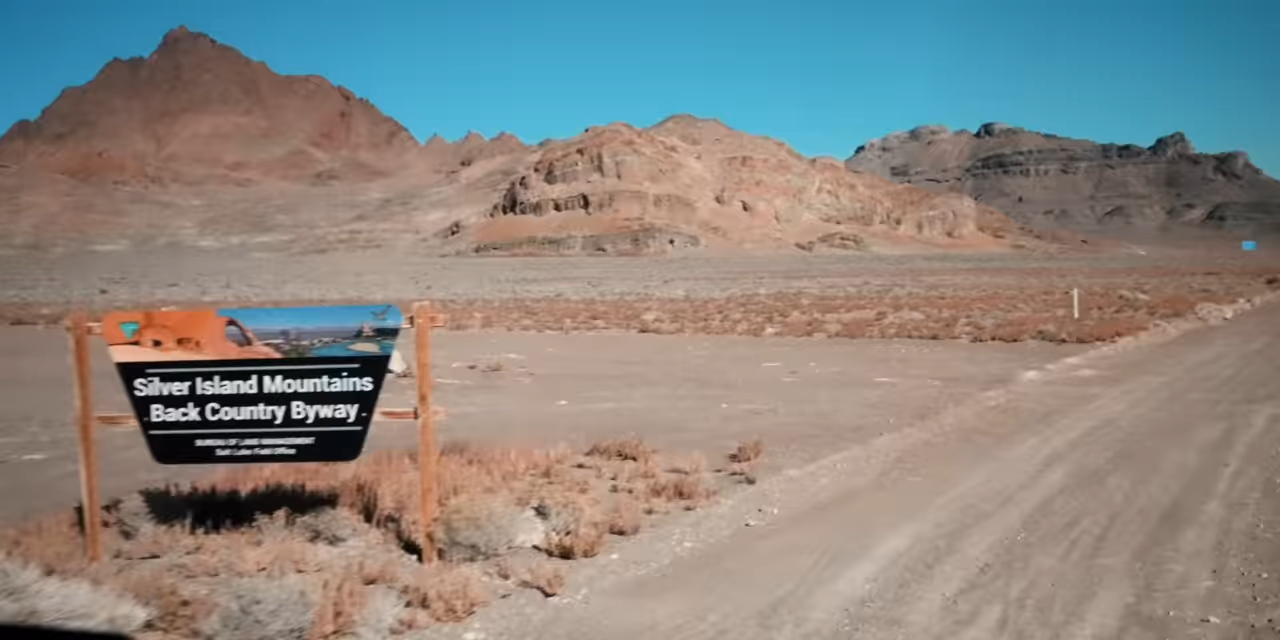 Silver Island Mountains
Back Country Byway
BUREAU OF LAND MANAGEMENT
Salt Lake Field Office